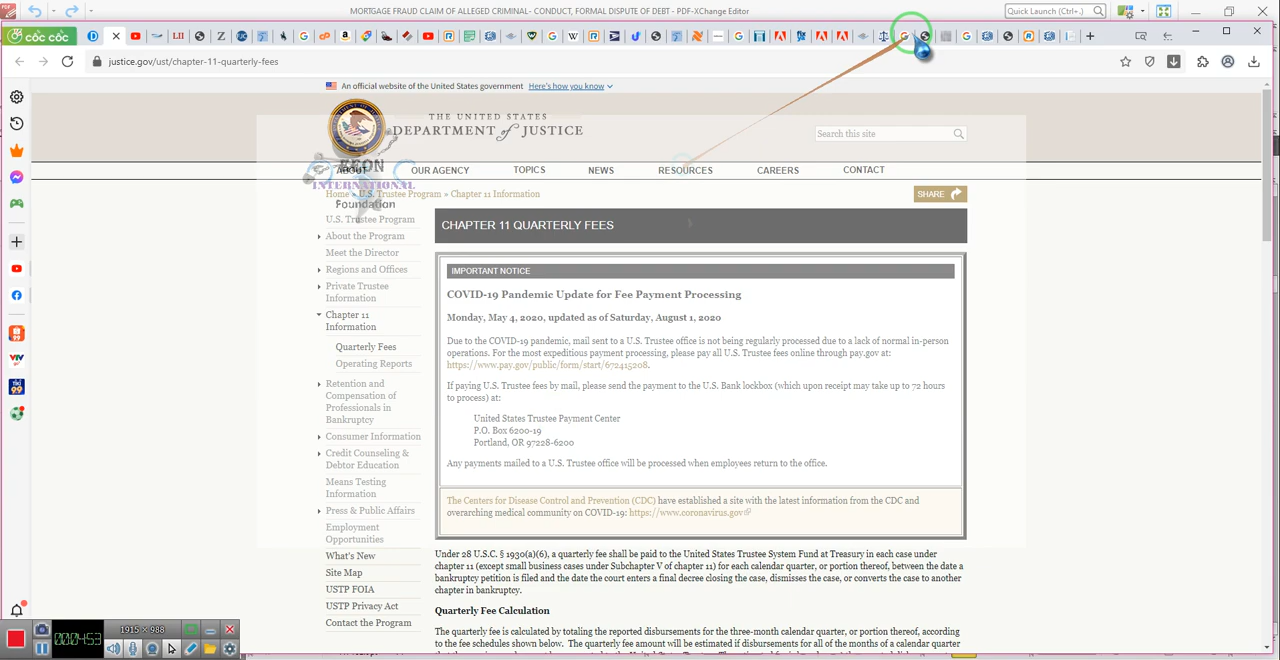 MORTGAGE FRAUD CLAIM OF ALLEGED CRIMINAL- CONDUCT, FORMAL DISPUTE OF DEBT - PDF-XChange Editor
Quick Launch (Ctrl+.)
cốc cốc
justice.gov/ust/chapter-11-quarterly-fees
An official website of the United States government Here's how you know
THE UNITED STATES
DEPARTMENT of JUSTICE
Search this site
ABOUT OUR AGENCY TOPICS NEWS RESOURCES CAREERS CONTACT
INTERNATIONAL
Foundation
Home » U.S. Trustee Program » Chapter 11 Information
SHARE
U.S. Trustee Program
About the Program
Meet the Director
Regions and Offices
Private Trustee
Information
Chapter 11
Information
Quarterly Fees
Operating Reports
Retention and
Compensation of
Professionals in
Bankruptcy
Consumer Information
Credit Counseling &
Debtor Education
Means Testing
Information
Press & Public Affairs
Employment
Opportunities
What's New
Site Map
USTP FOIA
USTP Privacy Act
Contact the Program
CHAPTER 11 QUARTERLY FEES
IMPORTANT NOTICE
COVID-19 Pandemic Update for Fee Payment Processing
Monday, May 4, 2020, updated as of Saturday, August 1, 2020
Due to the COVID-19 pandemic, mail sent to a U.S. Trustee office is not being regularly processed due to a lack of normal in-person
operations. For the most expeditious payment processing, please pay all U.S. Trustee fees online through pay.gov at:
https://www.pay.gov/public/form/start/672415208.
If paying U.S. Trustee fees by mail, please send the payment to the U.S. Bank lockbox (which upon receipt may take up to 72 hours
to process) at:
United States Trustee Payment Center
P.O. Box 6200-19
Portland, OR 97228-6200
Any payments mailed to a U.S. Trustee office will be processed when employees return to the office.
The Centers for Disease Control and Prevention (CDC) have established a site with the latest information from the CDC and
overarching medical community on COVID-19: https://www.coronavirus.gov
Under 28 U.S.C. § 1930(a)(6), a quarterly fee shall be paid to the United States Trustee System Fund at Treasury in each case under
chapter 11 (except small business cases under Subchapter V of chapter 11) for each calendar quarter, or portion thereof, between the date a
bankruptcy petition is filed and the date the court enters a final decree closing the case, dismisses the case, or converts the case to another
chapter in bankruptcy.
Quarterly Fee Calculation
The quarterly fee is calculated by totaling the reported disbursements for the three-month calendar quarter, or portion thereof, according
to the fee schedules shown below. The quarterly fee amount will be estimated if disbursements for all of the months of a calendar quarter
1915 x 988